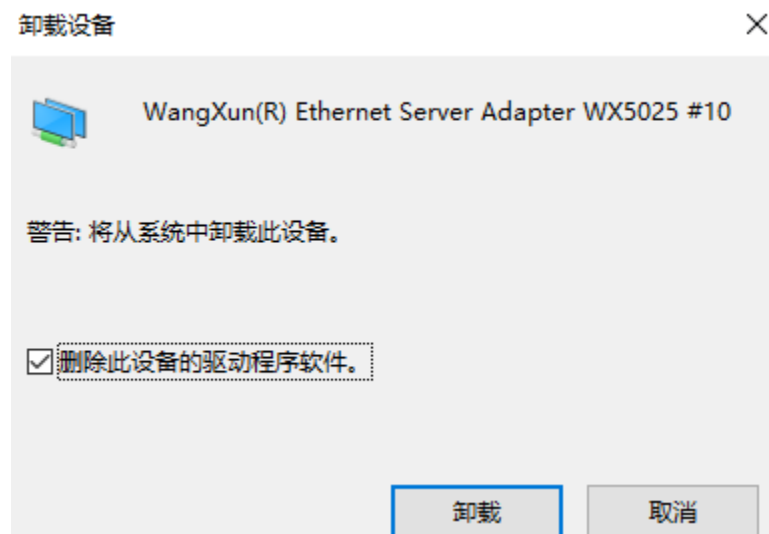 卸载设备
WangXun(R) Ethernet Server Adapter WX5025 #10
警告: 将从系统中卸载此设备。
删除此设备的驱动程序软件。
卸载
取消